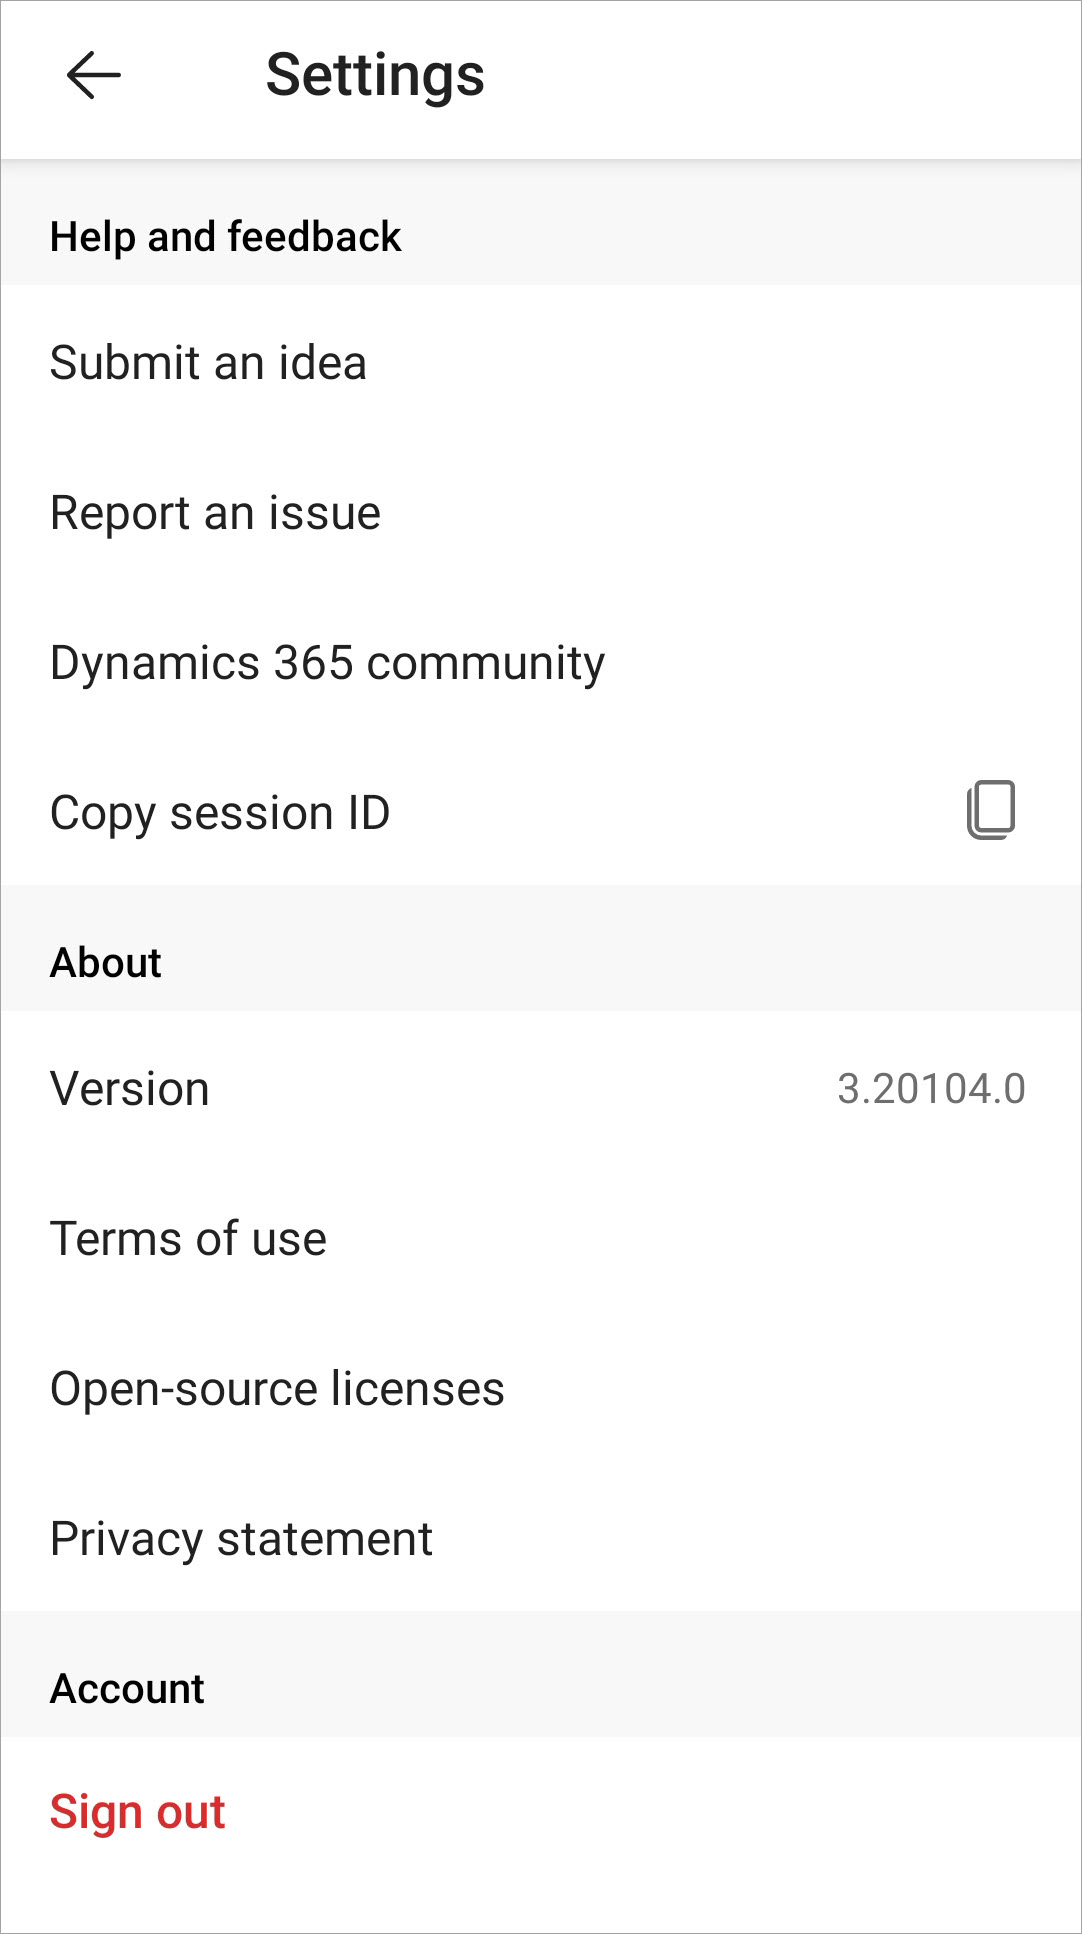 Settings
Help and feedback
Submit an idea
Report an issue
Dynamics 365 community
Copy session ID
About
Version 3.20104.0
Terms of use
Open-source licenses
Privacy statement
Account
Sign out